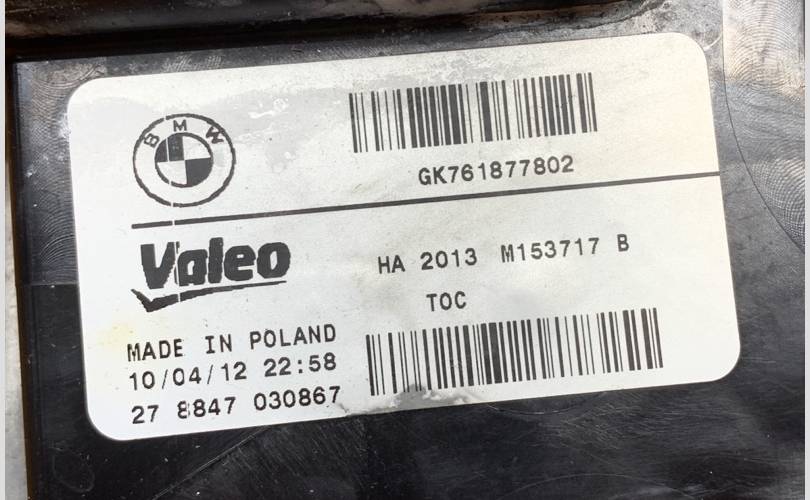 BMW
GK761877802
Valeo
HA 2013 M153717 B
TOC
MADE IN POLAND
10/04/12 22:58
27 8847 030867